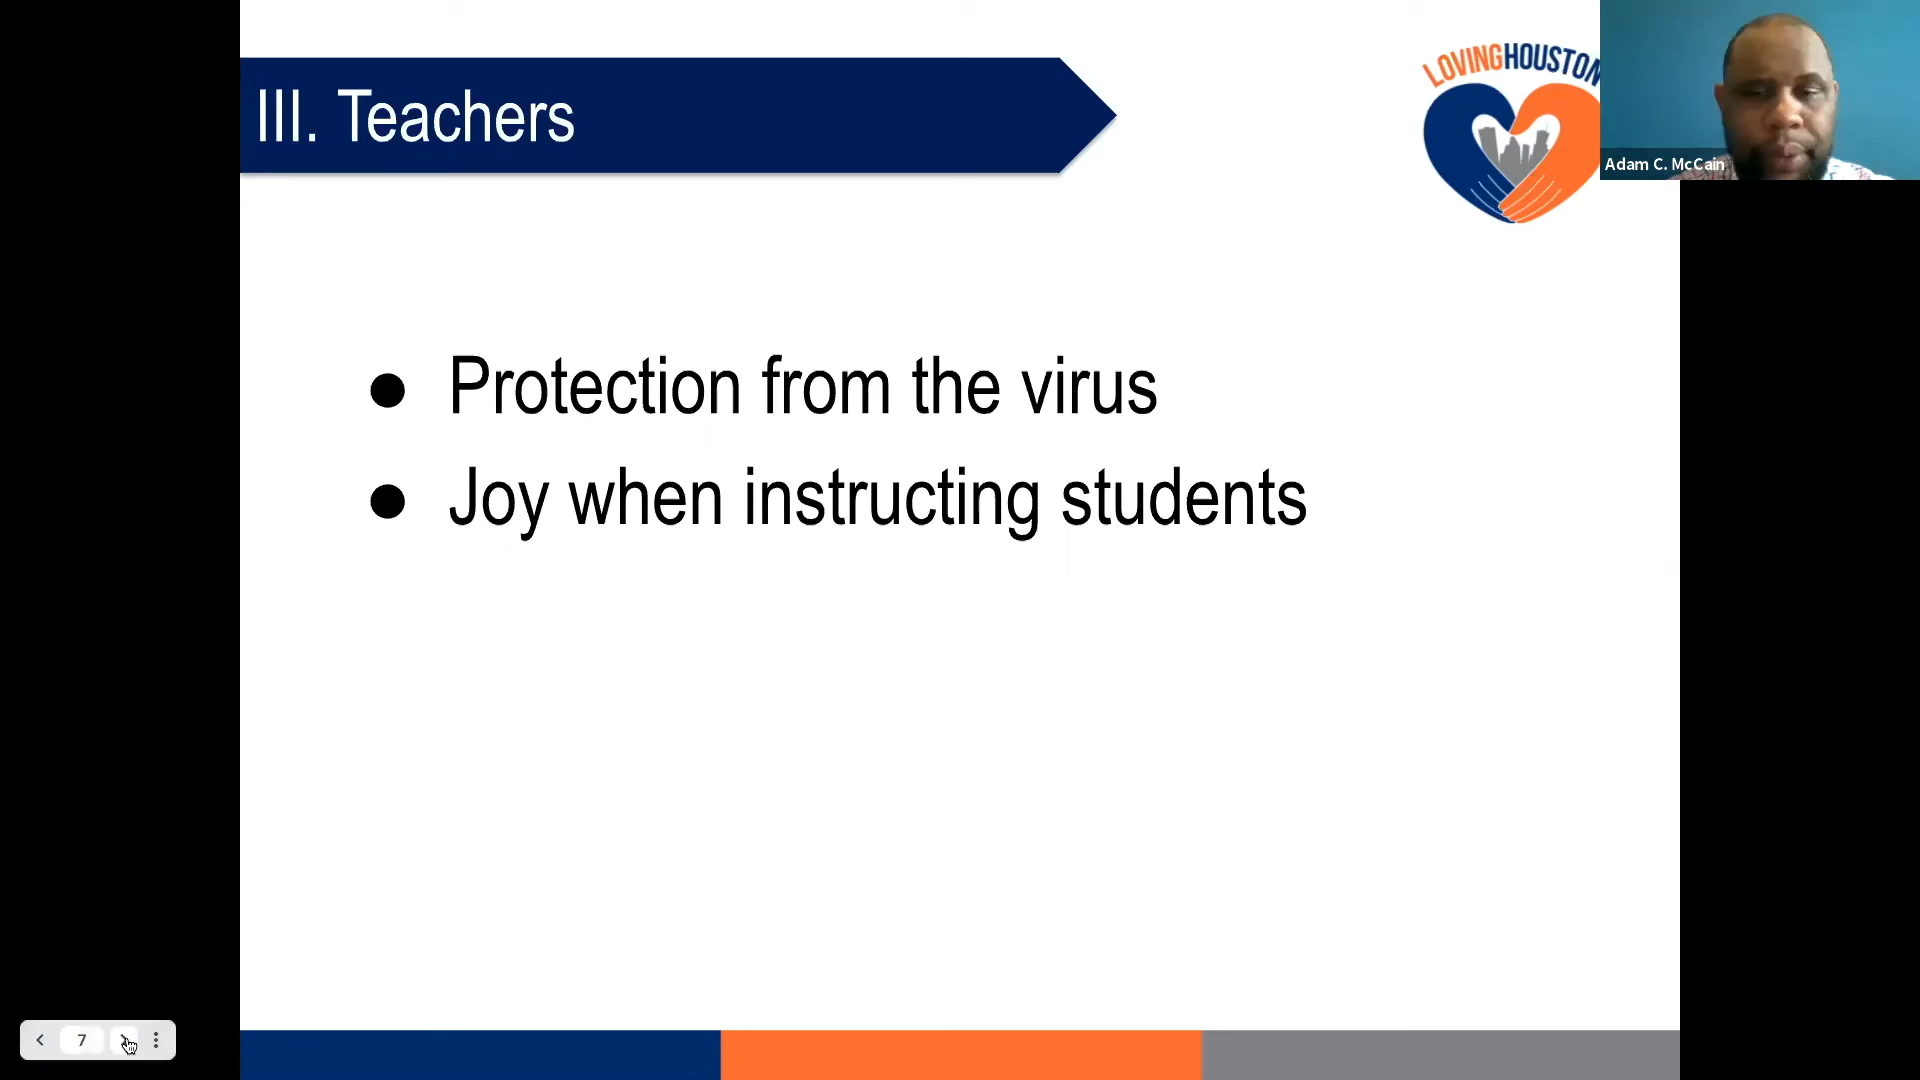 III. Teachers
LOVINGHOUSTON
Adam C. McCain
● Protection from the virus
● Joy when instructing students
7